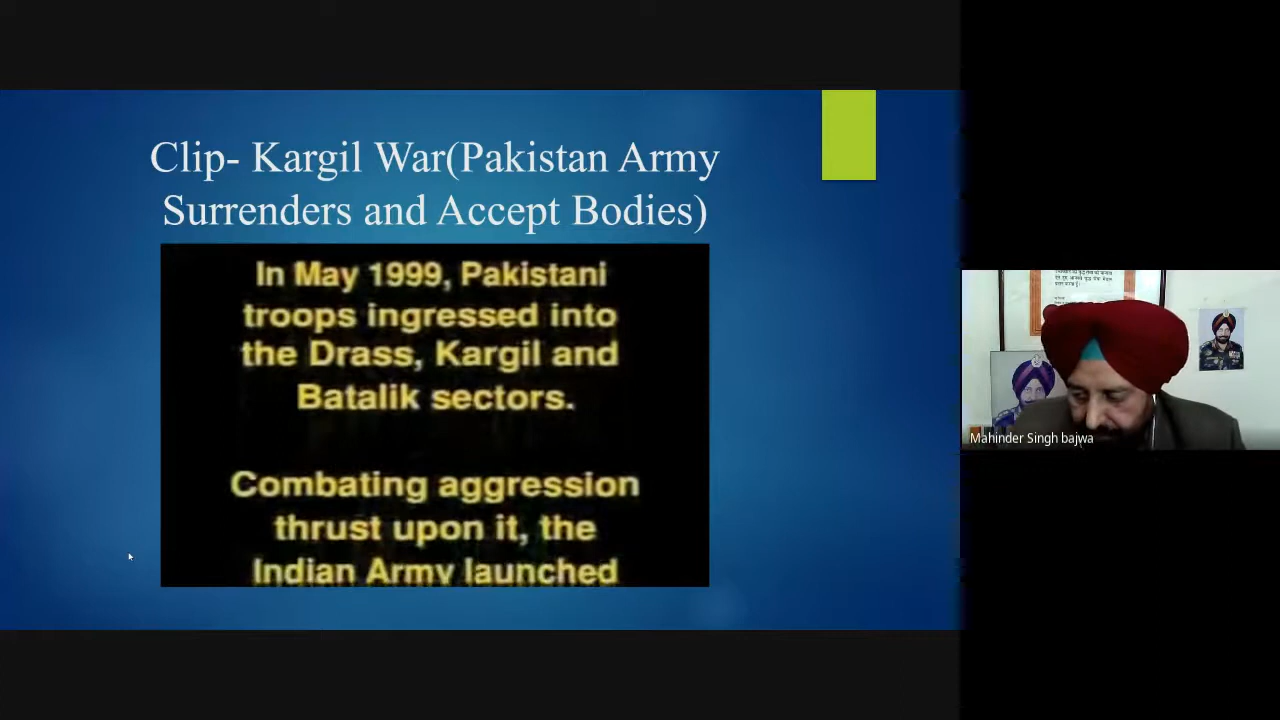 Clip- Kargil War(Pakistan Army
Surrenders and Accept Bodies)
In May 1999, Pakistani
troops ingressed into
the Drass, Kargil and
Batalik sectors.
Combating aggression
thrust upon it, the
Indian Army launched
Mahinder Singh bajwa